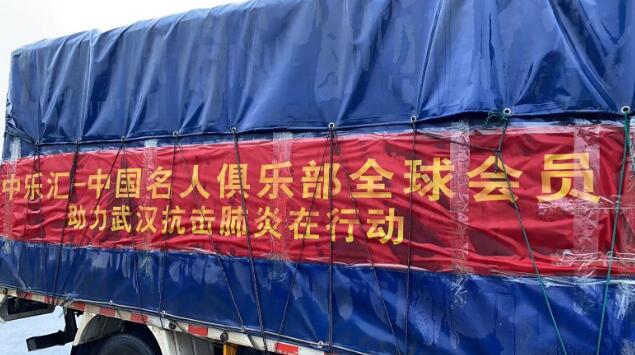 中乐汇-中国名人俱乐部全球会员
助力武汉抗击肺炎在行动